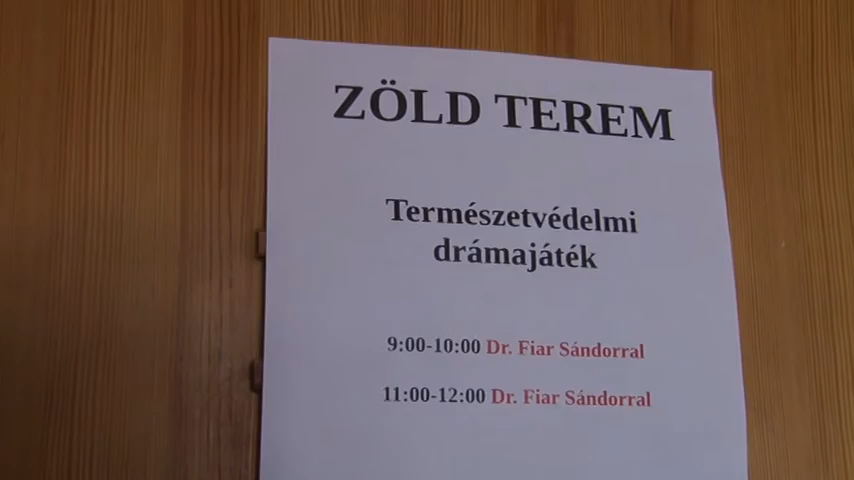 ZÖLD TEREM
Természetvédelmi
drámajáték
9:00-10:00 Dr. Fiar Sándorral
11:00-12:00 Dr. Fiar Sándorral